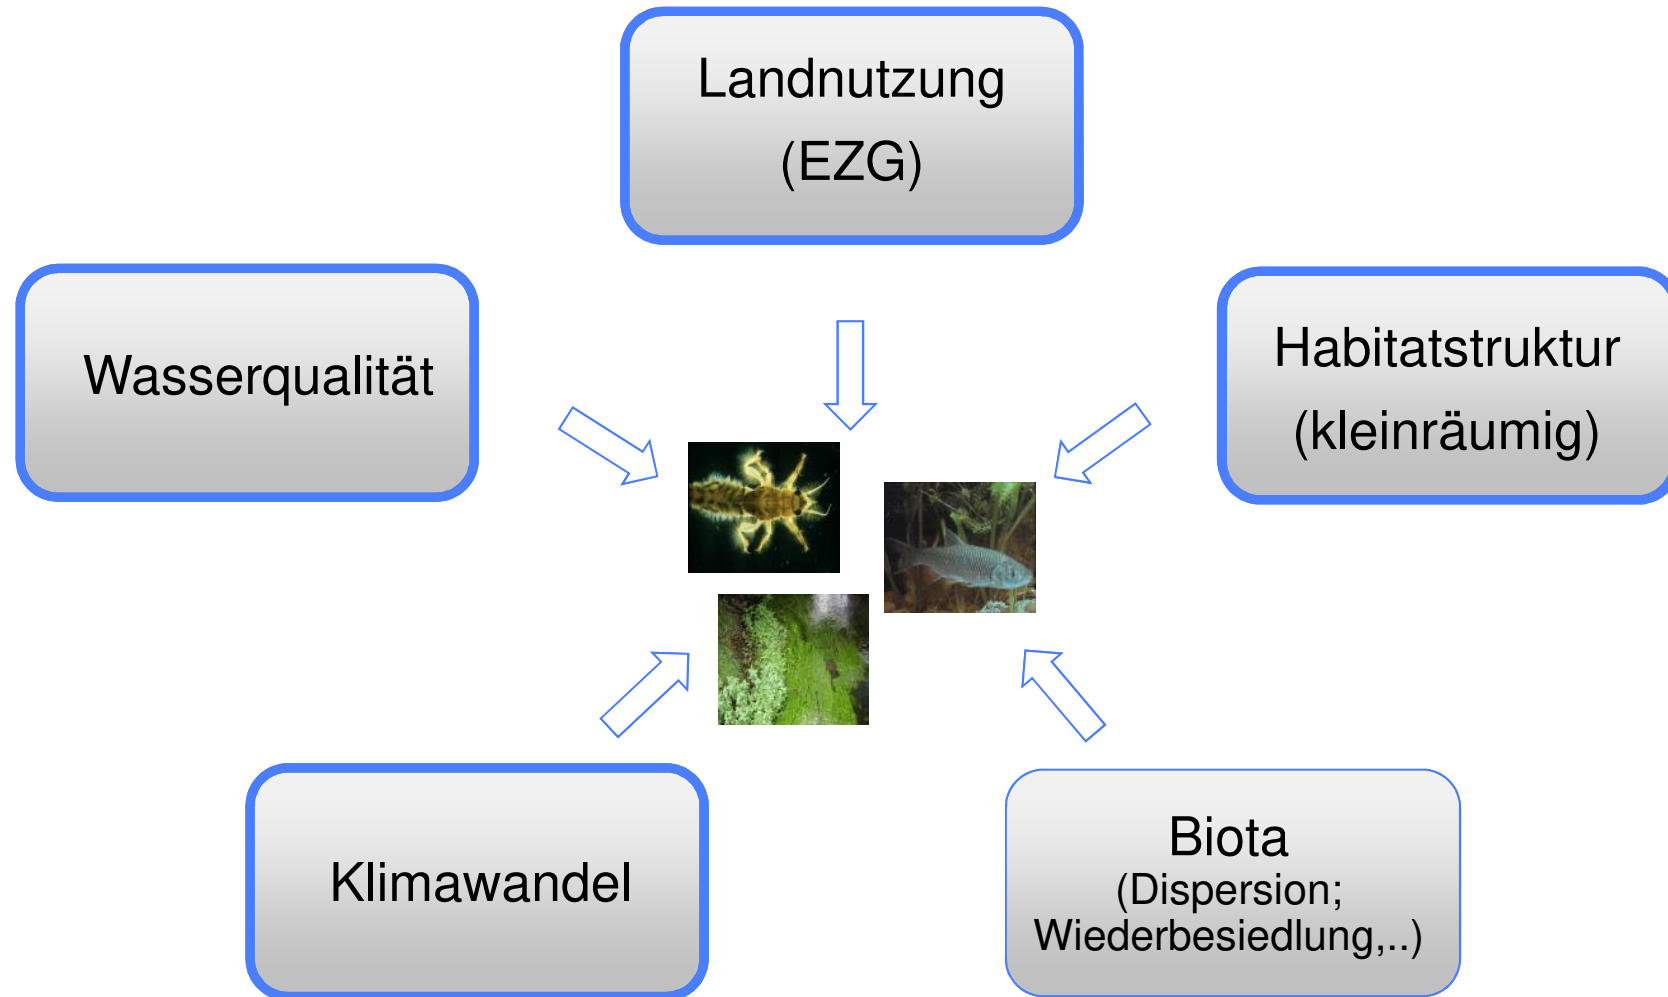 Landnutzung
(EZG)
Wasserqualität
Habitatstruktur
(kleinräumig)
Klimawandel
Biota
(Dispersion;
Wiederbesiedlung,..)